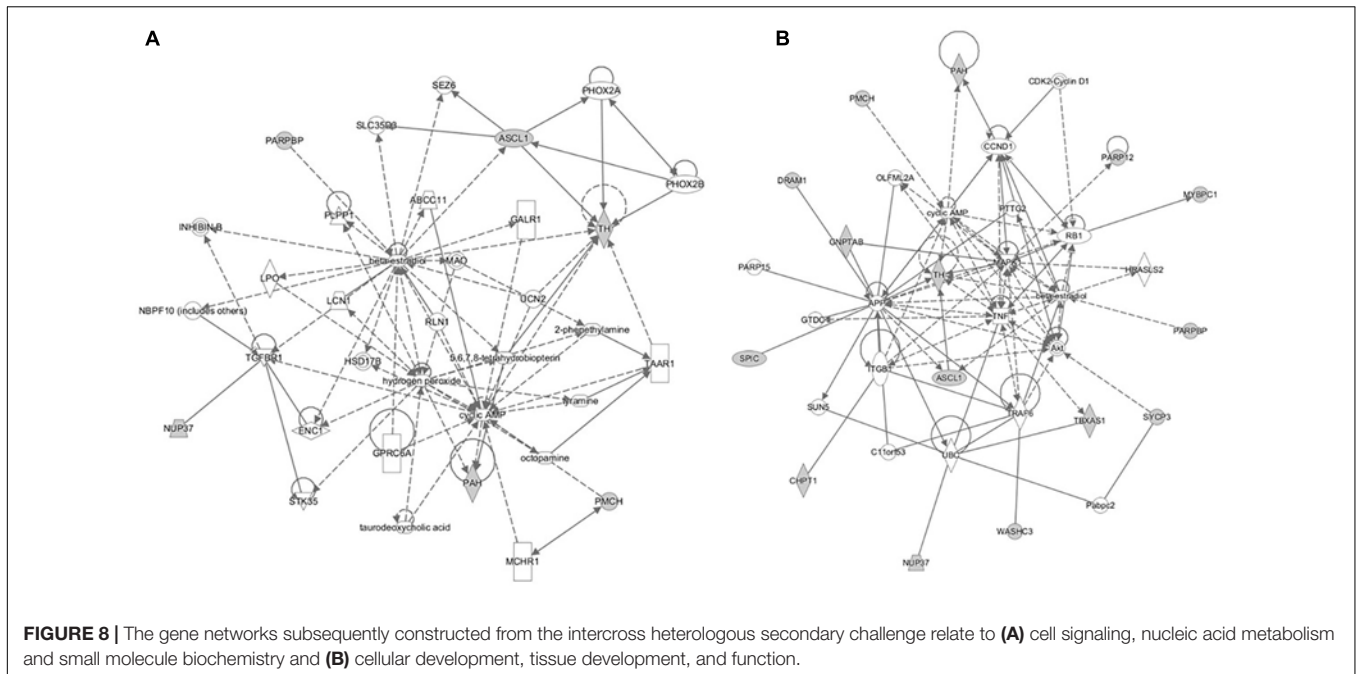 A
B
SEZ6
PHOX2A
SLC35B3
ASCL1
PARPBP
PHOX2B
ABCC11
PLPP1
GALR1
TH
INHIBIN-B
beta-estradiol
LPO
LCN1
UCN2
NBPF10 (includes others)
RLN1
2-phenylethylamine
TGFBR1
HSD17B
5,6,7,8-tetrahydrobiopterin
TAAR1
hydrogen peroxide
tyramine
cyclic AMP
NUP37
ENC1
GPRC6A
octopamine
PAH
STK35
PMCH
taurodeoxycholic acid
MCHR1
PAH
CDK2-Cyclin D1
PMCH
CCND1
PARP12
DRAM1
OLFML2A
MYBPC1
cyclic AMP
PTTG2
RB1
GNPTAB
PARP15
TH
MAPK
HRASLS2
beta-estradiol
APP
TNF
GTDC1
PARPBP
Akt
SPIC
ITGB1
ASCL1
SUN5
TRAF6
TBXAS1
SYCP3
C11orf53
UBC
CHPT1
Pabpc2
WASHC3
NUP37
FIGURE 8 | The gene networks subsequently constructed from the intercross heterologous secondary challenge relate to (A) cell signaling, nucleic acid metabolism
and small molecule biochemistry and (B) cellular development, tissue development, and function.